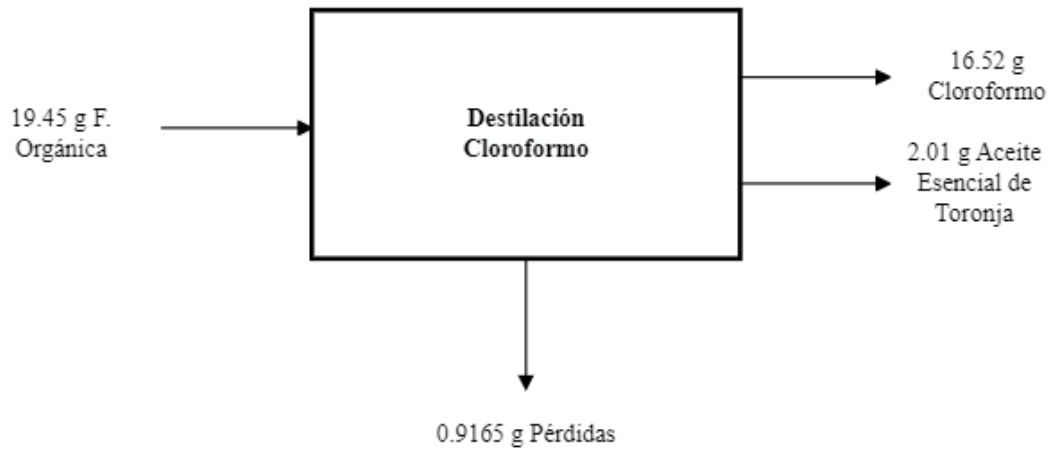 19.45 g F.
Orgánica
Destilación
Cloroformo
16.52 g
Cloroformo
2.01 g Aceite
Esencial de
Toronja
0.9165 g Pérdidas